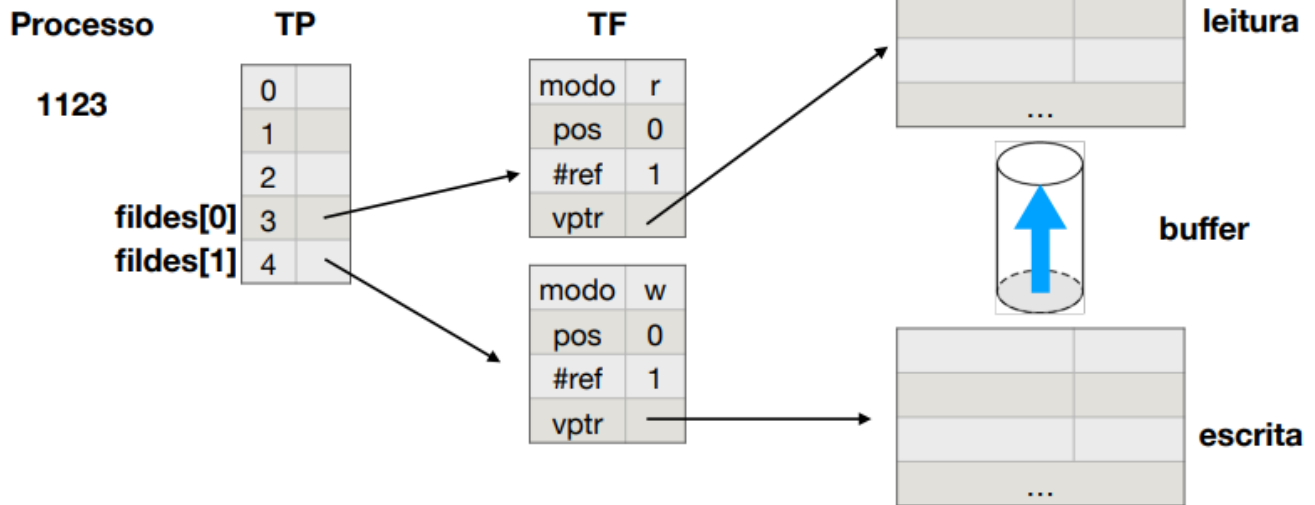 Processo TP TF leitura
1123
0
1
2
fildes[0] 3
fildes[1] 4
modo r
pos 0
#ref 1
vptr
modo w
pos 0
#ref 1
vptr
...
buffer
escrita
...